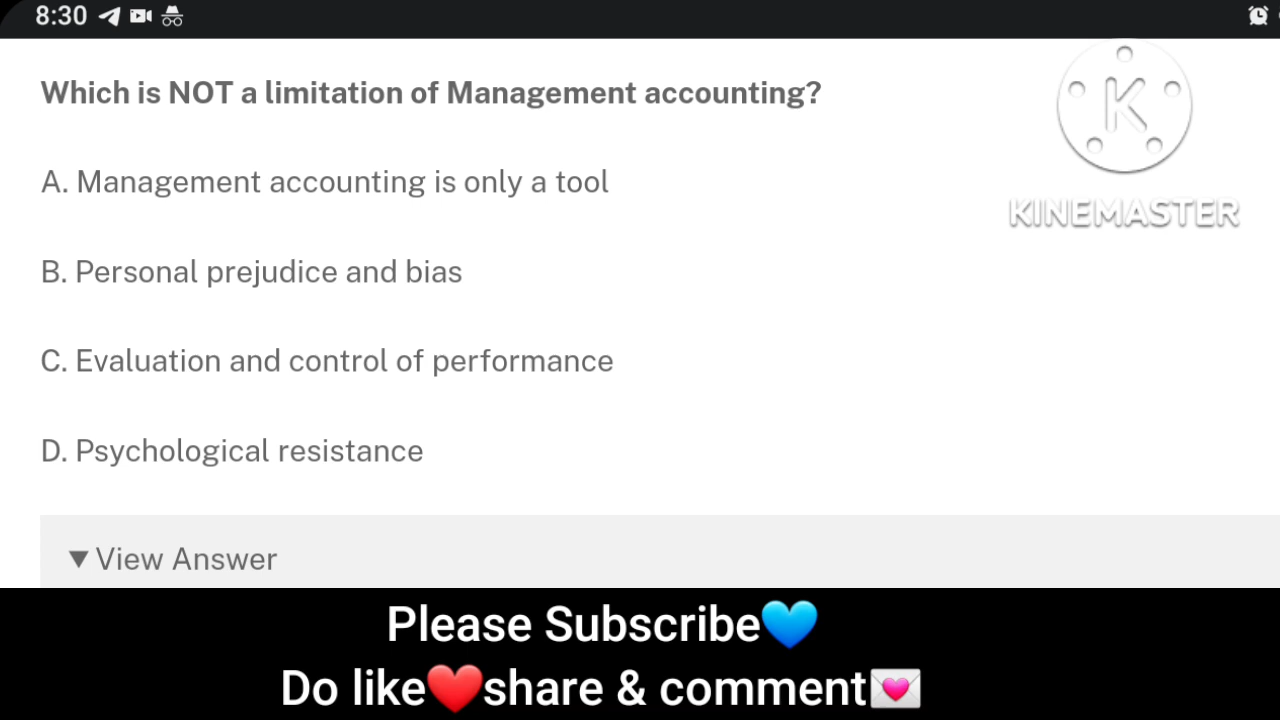 8:30
Which is NOT a limitation of Management accounting?
K
KINEMASTER
A. Management accounting is only a tool
B. Personal prejudice and bias
C. Evaluation and control of performance
D. Psychological resistance
▼ View Answer
Please Subscribe💙
Do like❤️share & comment💌